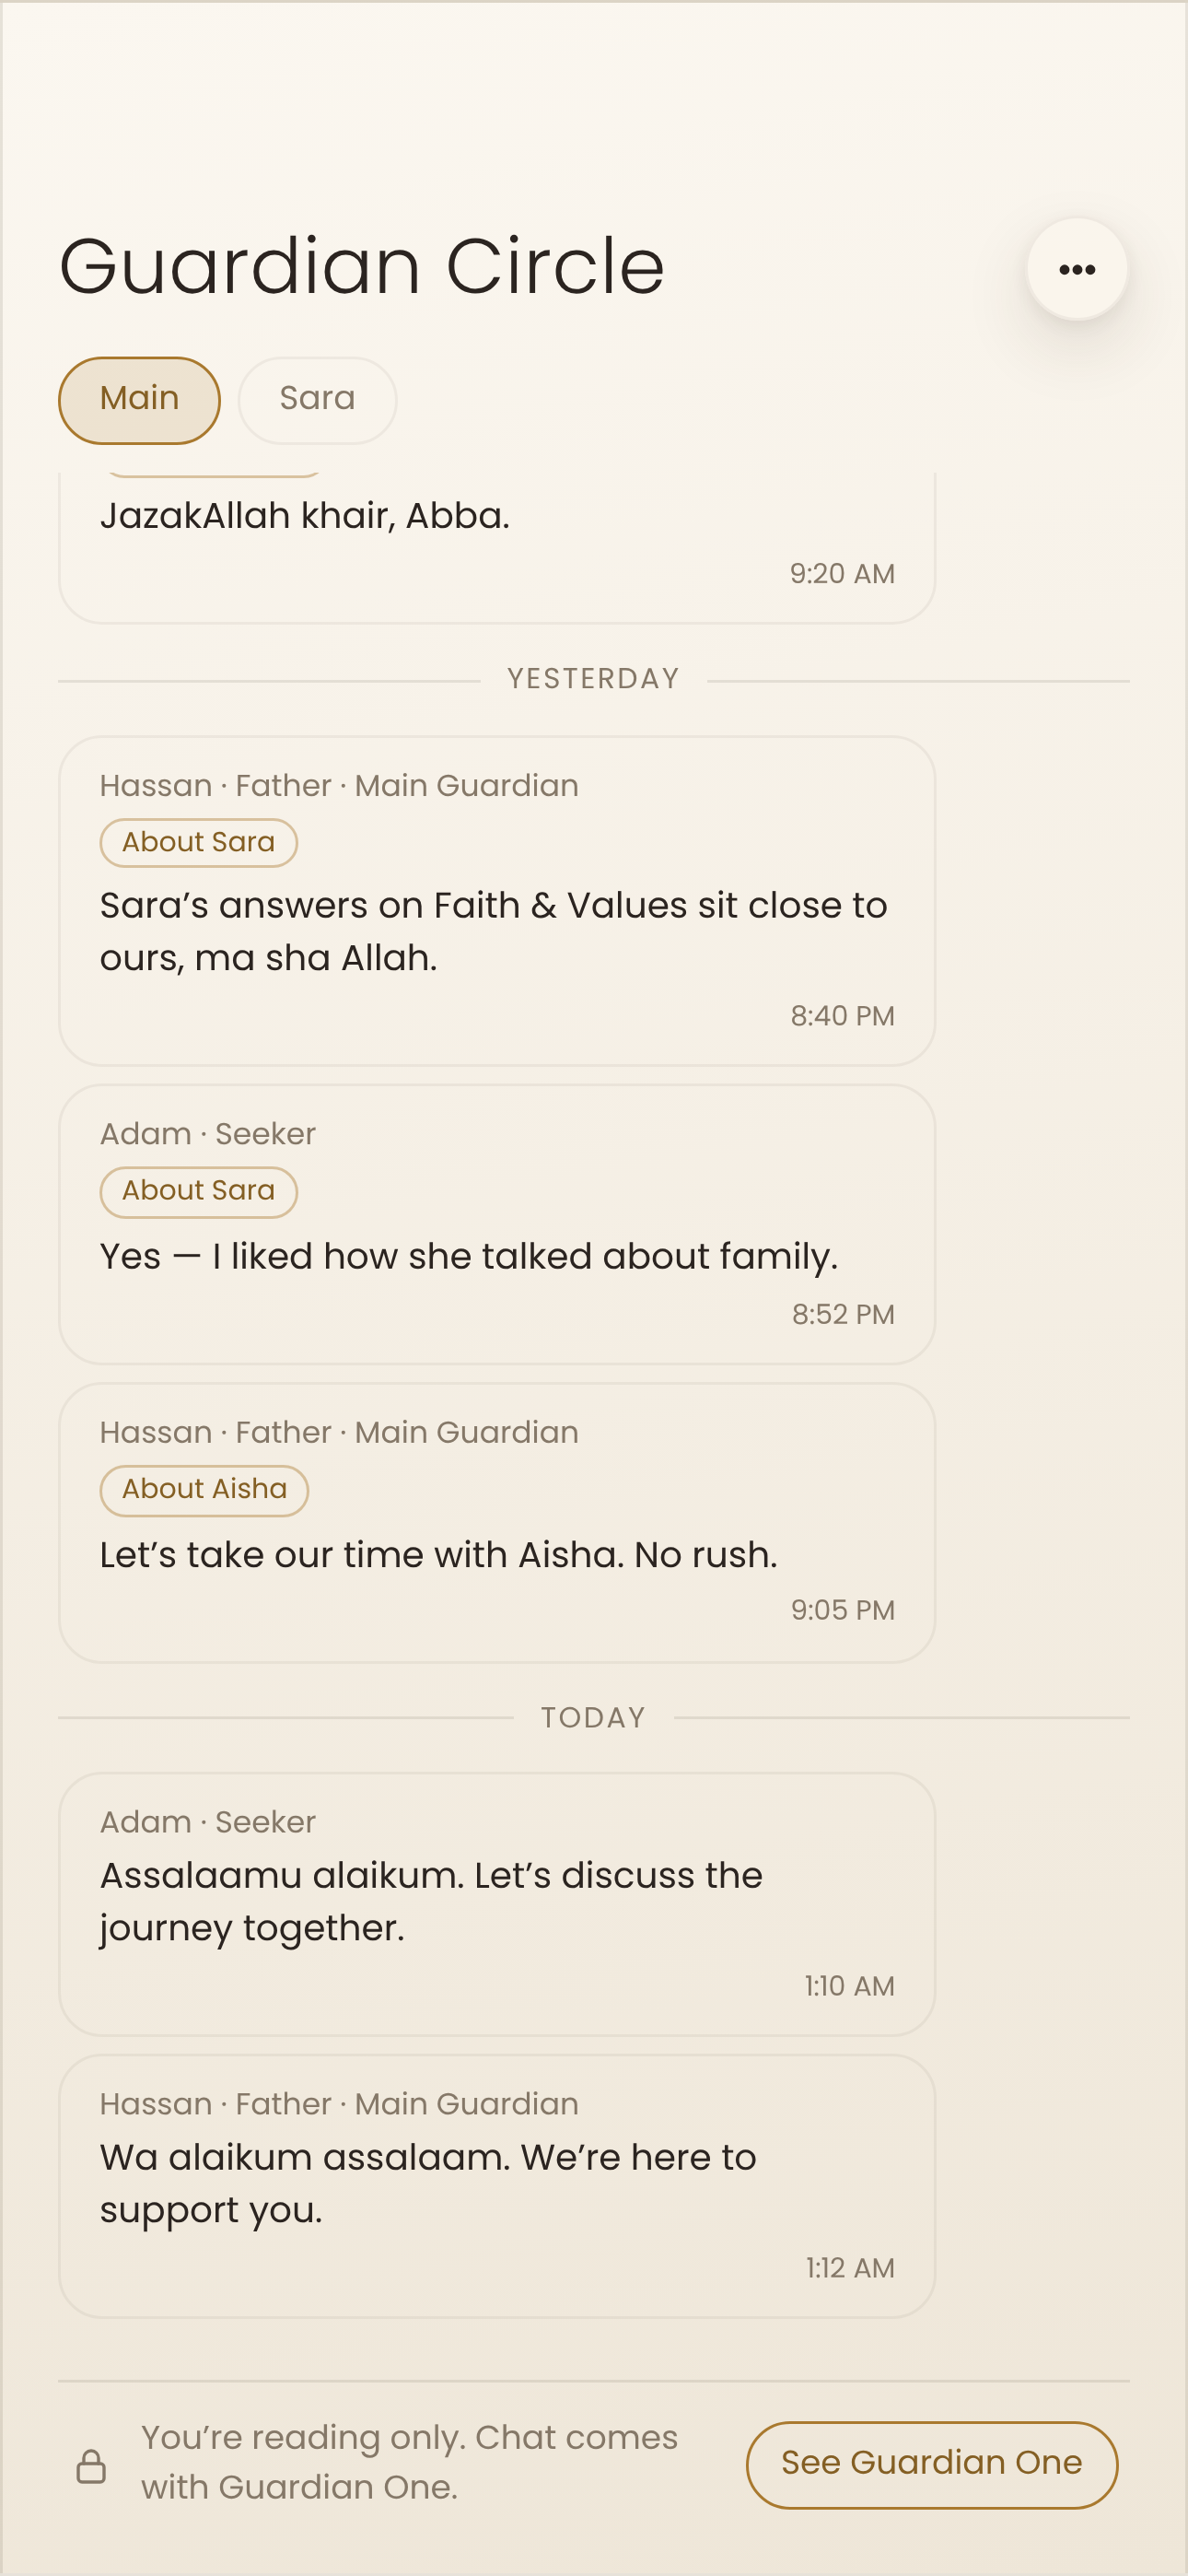 Guardian Circle
Main
Sara
JazakAllah khair, Abba.
9:20 AM
YESTERDAY
Hassan · Father · Main Guardian
About Sara
Sara’s answers on Faith & Values sit close to
ours, ma sha Allah.
8:40 PM
Adam · Seeker
About Sara
Yes — I liked how she talked about family.
8:52 PM
Hassan · Father · Main Guardian
About Aisha
Let’s take our time with Aisha. No rush.
9:05 PM
TODAY
Adam · Seeker
Assalaamu alaikum. Let’s discuss the
journey together.
1:10 AM
Hassan · Father · Main Guardian
Wa alaikum assalaam. We’re here to
support you.
1:12 AM
You’re reading only. Chat comes
with Guardian One.
See Guardian One